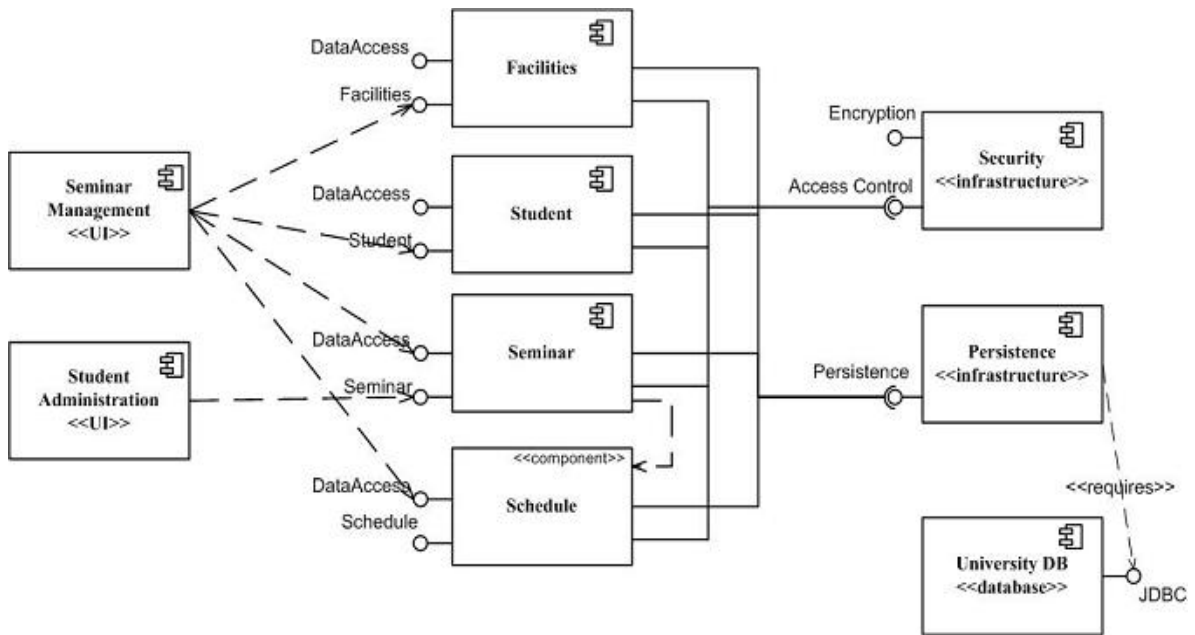 DataAccess
Facilities
Facilities
Seminar
Management
<<UI>>
DataAccess
Student
Student
Encryption
Access Control
Security
<<infrastructure>>
Student
Administration
<<UI>>
DataAccess
Seminar
Seminar
Persistence
Persistence
<<infrastructure>>
<<component>>
DataAccess
Schedule
Schedule
<<requires>>
University DB
<<database>>
JDBC